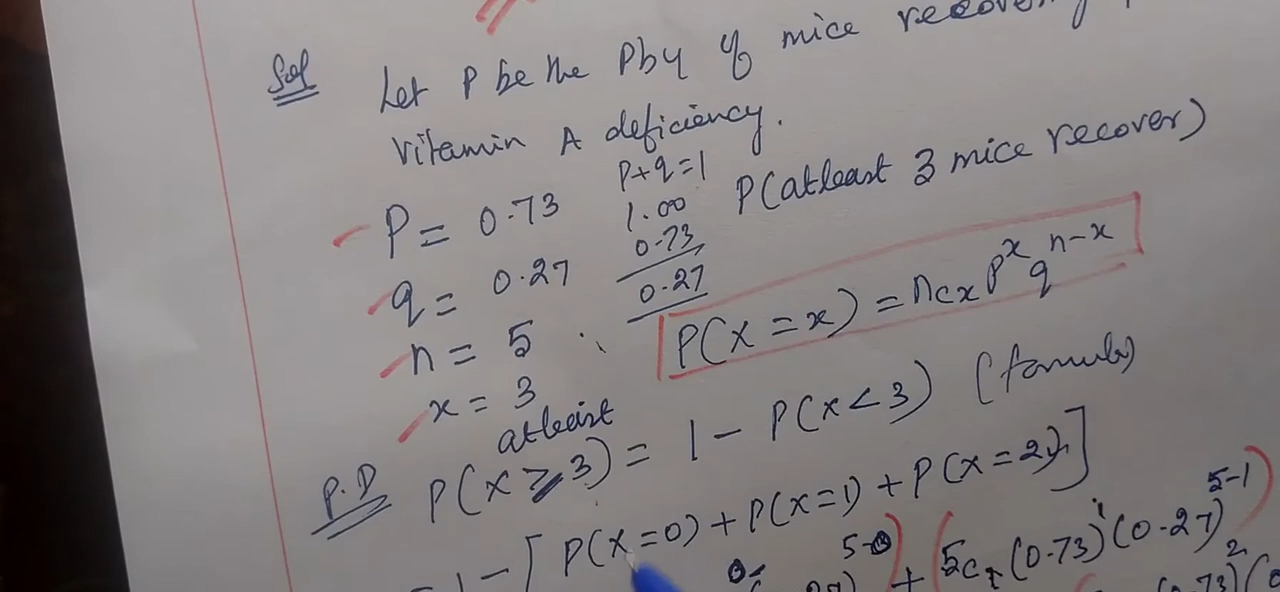 Sol Let P be the Pby of mice
Vitamin A deficiency.
P = 0.73
P+q=1
1.00
0.73
0.27
P(atleast 3 mice recover)
q = 0.27
n = 5
P(X=x) = ncx P^x q^n-x
x = 3
atleast
P.D P(x ≥ 3) = 1 - P(x<3) (formula)
= 1 - [P(x=0) + P(x=1) + P(x=2)]
5-0) + (5c1 (0.73)^1 (0.27)^5-1)